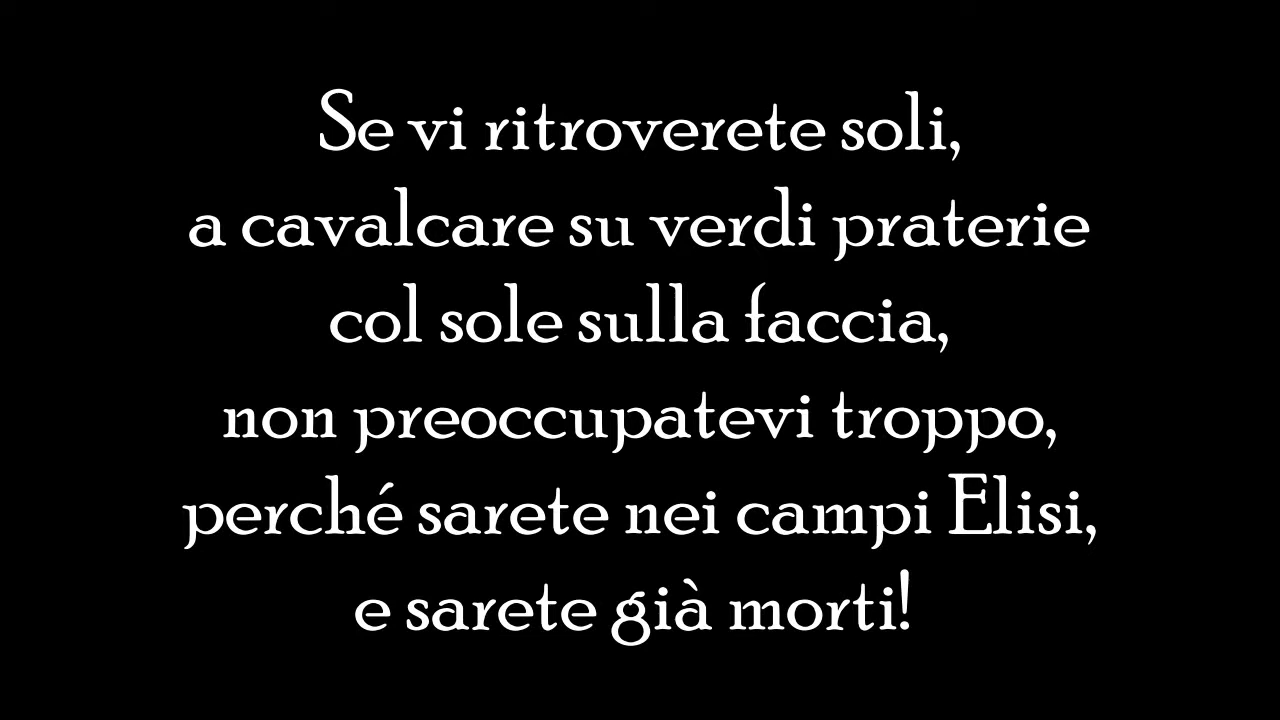 Se vi ritroverete soli,
a cavalcare su verdi praterie
col sole sulla faccia,
non preoccupatevi troppo,
perché sarete nei campi Elisi,
e sarete già morti!